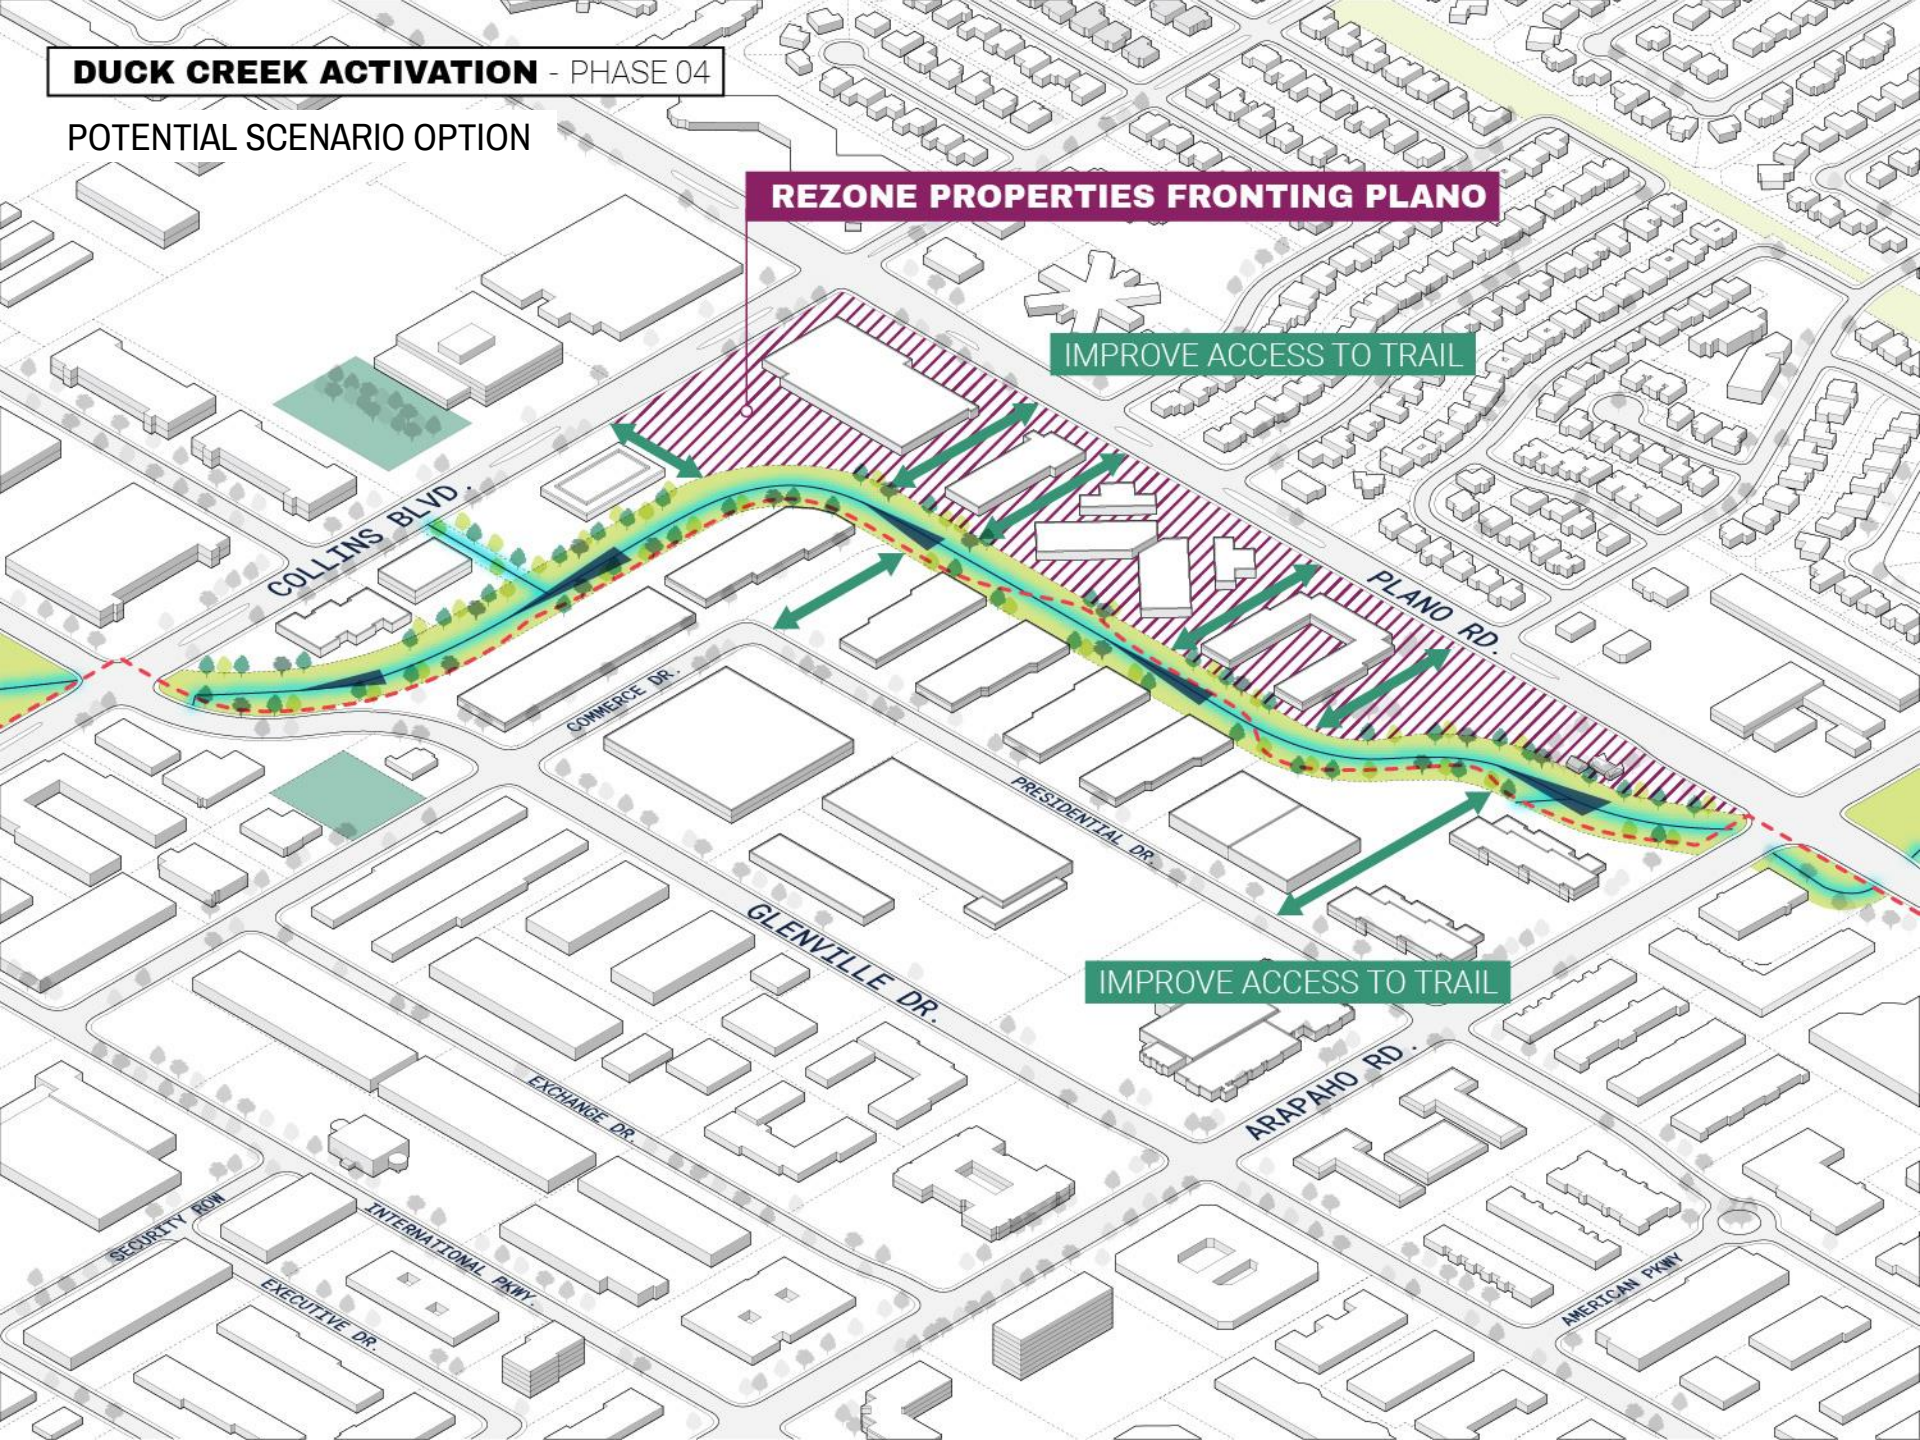 DUCK CREEK ACTIVATION - PHASE 04
POTENTIAL SCENARIO OPTION
REZONE PROPERTIES FRONTING PLANO
IMPROVE ACCESS TO TRAIL
COLLINS BLVD.
PLANO RD.
COMMERCE DR.
PRESIDENTIAL DR.
GLENVILLE DR.
IMPROVE ACCESS TO TRAIL
ARAPAHO RD.
EXCHANGE DR.
SECURITY ROW
INTERNATIONAL PKWY.
EXECUTIVE DR.
AMERICAN PKWY